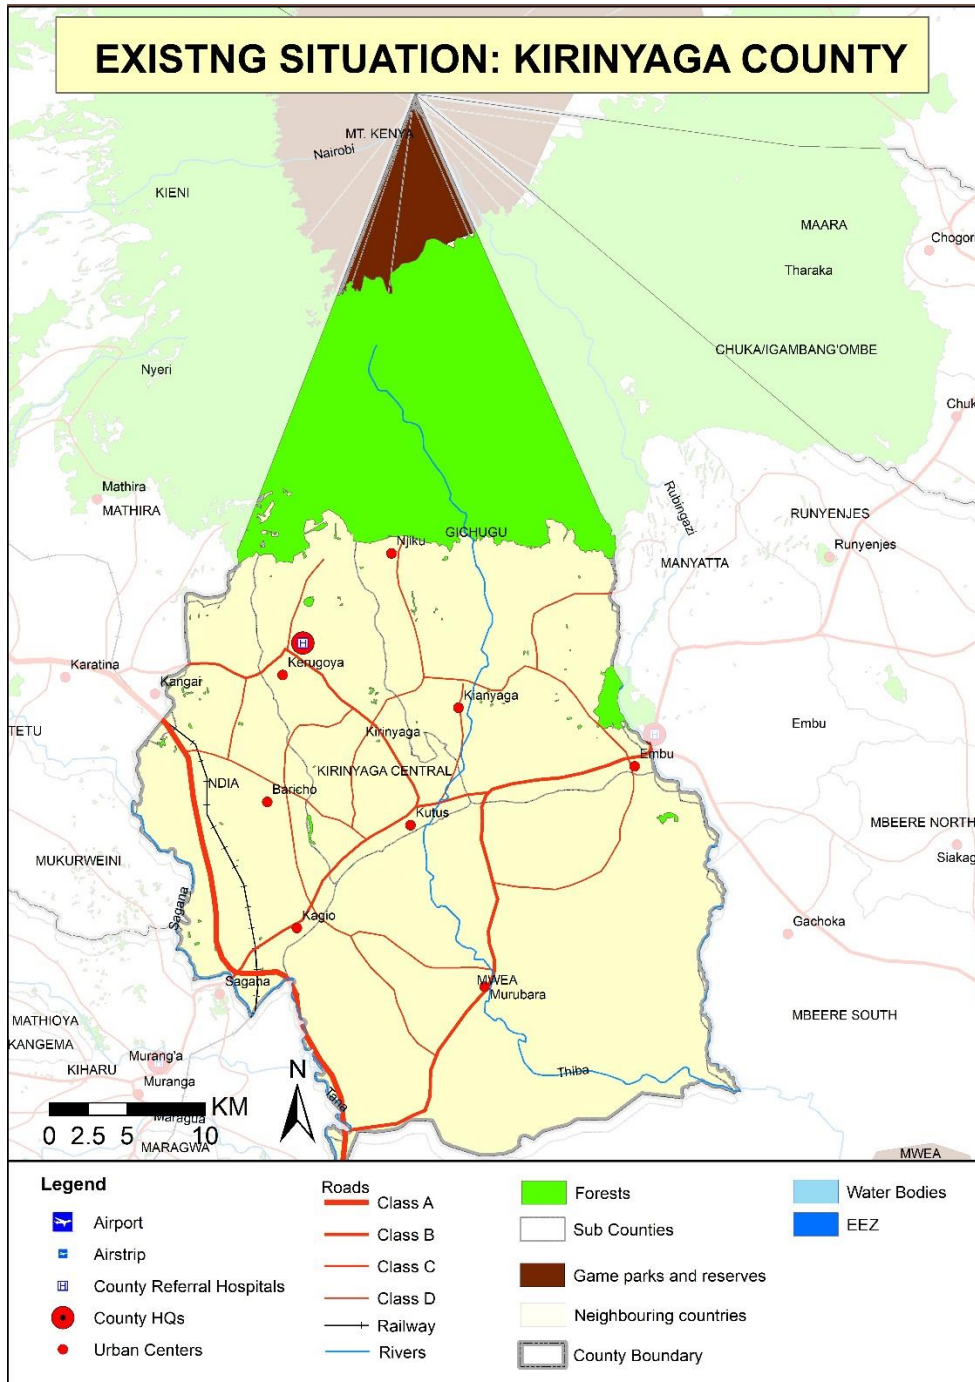 EXISTNG SITUATION: KIRINYAGA COUNTY
MT. KENYA
Nairobi
KIENI
MAARA
Chogori
Tharaka
CHUKA/IGAMBANG'OMBE
Nyeri
Chuk
Mathira
MATHIRA
Rubingazi
RUNYENJES
GICHUGU
Njiku
Runyenjes
MANYATTA
H
Karatina
Kerugoya
Kangai
Kianyaga
TETU
Kirinyaga
Embu
H
Embu
KIRINYAGA CENTRAL
NDIA
Baricho
Kutus
MBEERE NORTH
MUKURWEINI
Siakag
Sagana
Kagio
Gachoka
Sagana
MWEA
Murubara
MATHIOYA
MBEERE SOUTH
KANGEMA
Murang'a
KIHARU
Muranga
Thiba
N
Tana
KM
Maragua
0 2.5 5 10
MARAGWA
MWEA
Legend
Airport
Airstrip
H County Referral Hospitals
County HQs
Urban Centers
Roads
Class A
Class B
Class C
Class D
Railway
Rivers
Forests
Sub Counties
Game parks and reserves
Neighbouring countries
County Boundary
Water Bodies
EEZ